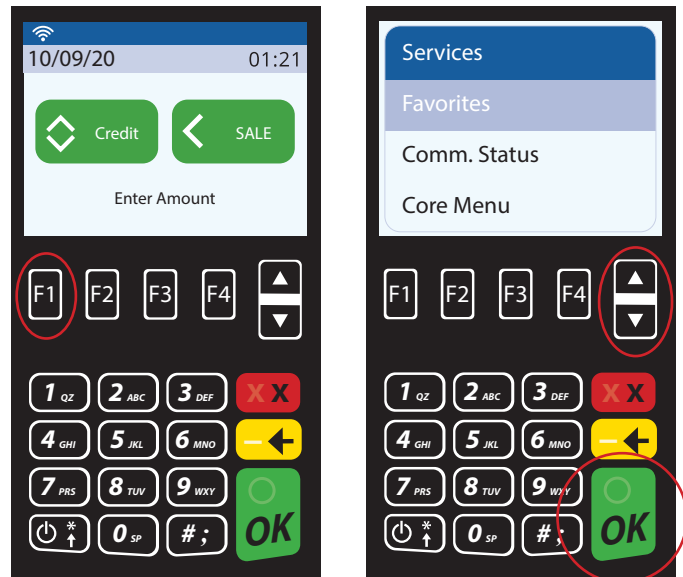 10/09/20 01:21
Credit SALE
Enter Amount
F1 F2 F3 F4
1 QZ 2 ABC 3 DEF X X
4 GHI 5 JKL 6 MNO
7 PRS 8 TUV 9 WXY
* 0 SP # ; OK
Services
Favorites
Comm. Status
Core Menu
F1 F2 F3 F4
1 QZ 2 ABC 3 DEF X X
4 GHI 5 JKL 6 MNO
7 PRS 8 TUV 9 WXY
* 0 SP # ; OK